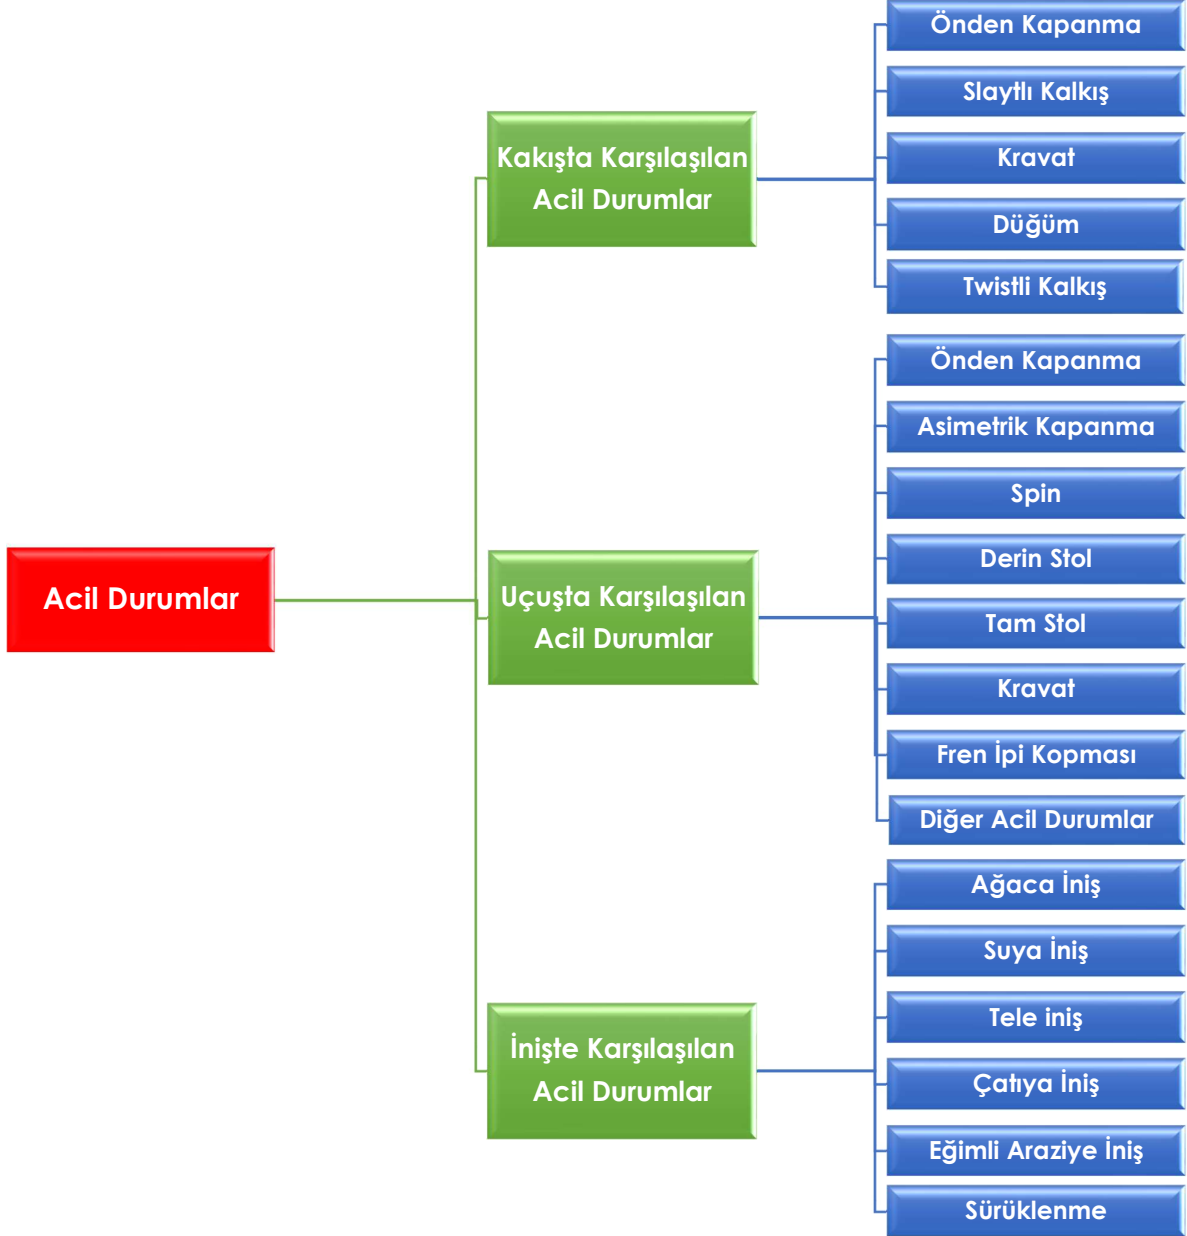 Acil Durumlar
Kakışta Karşılaşılan
Acil Durumlar
Önden Kapanma
Slaytlı Kalkış
Kravat
Düğüm
Twistli Kalkış
Uçuşta Karşılaşılan
Acil Durumlar
Önden Kapanma
Asimetrik Kapanma
Spin
Derin Stol
Tam Stol
Kravat
Fren İpi Kopması
Diğer Acil Durumlar
İnişte Karşılaşılan
Acil Durumlar
Ağaca İniş
Suya İniş
Tele iniş
Çatıya İniş
Eğimli Araziye İniş
Sürüklenme